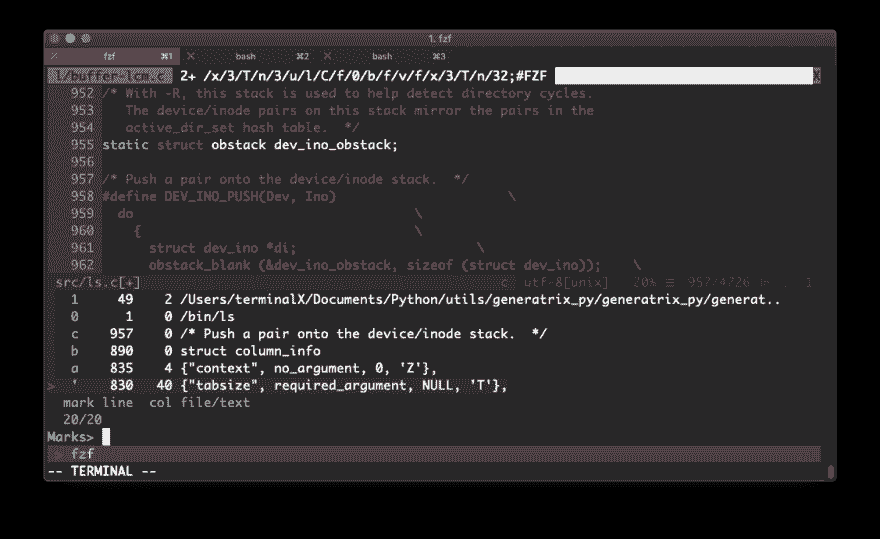 1. fzf
fzf ⌘1 bash ⌘2 bash ⌘3
l/buffer-lcm.c 2+ /x/3/T/n/3/u/l/C/f/0/b/f/v/f/x/3/T/n/32;#FZF X
952 /* With -R, this stack is used to help detect directory cycles.
953 The device/inode pairs on this stack mirror the pairs in the
954 active_dir_set hash table. */
955 static struct obstack dev_ino_obstack;
956
957 /* Push a pair onto the device/inode stack. */
958 #define DEV_INO_PUSH(Dev, Ino) \
959 do \
960 { \
961 struct dev_ino *di; \
962 obstack_blank (&dev_ino_obstack, sizeof (struct dev_ino)); \
src/ls.c[+] c utf-8[unix] 20% ☰ 957/4726 : 1
1 49 2 /Users/terminalX/Documents/Python/utils/generatrix_py/generatrix_py/generat..
0 1 0 /bin/ls
c 957 0 /* Push a pair onto the device/inode stack. */
b 890 0 struct column_info
a 835 4 {"context", no_argument, 0, 'Z'},
> ' 830 40 {"tabsize", required_argument, NULL, 'T'},
mark line col file/text
20/20
Marks>
> fzf
-- TERMINAL --